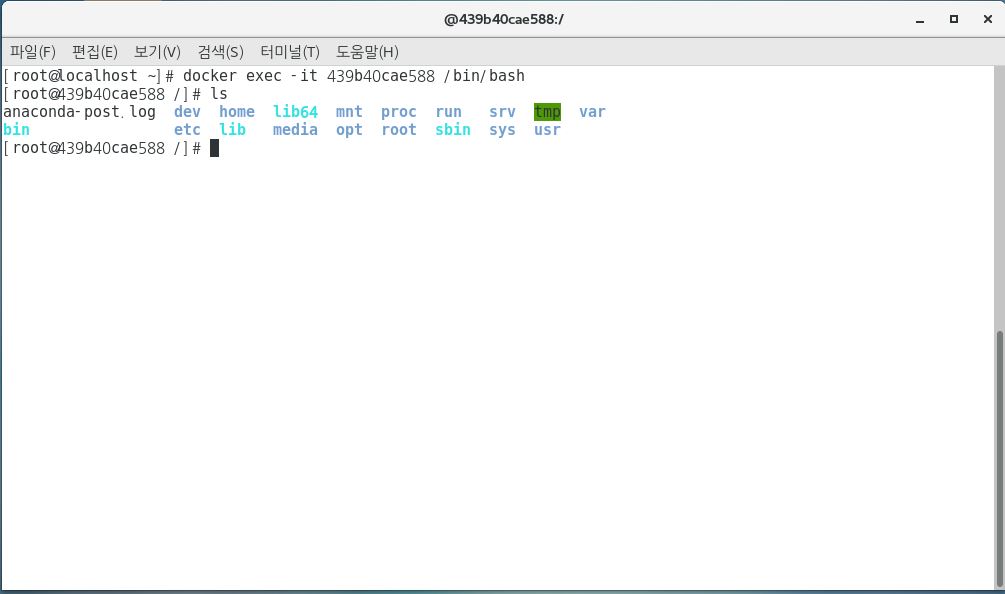 @439b40cae588:/
파일(F) 편집(E) 보기(V) 검색(S) 터미널(T) 도움말(H)
[root@localhost ~]# docker exec -it 439b40cae588 /bin/bash
[root@439b40cae588 /]# ls
anaconda-post.log dev home lib64 mnt proc run srv tmp var
bin etc lib media opt root sbin sys usr
[root@439b40cae588 /]#